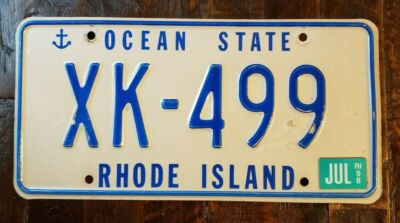 OCEAN STATE
XK-499
RHODE ISLAND
JUL RI 98